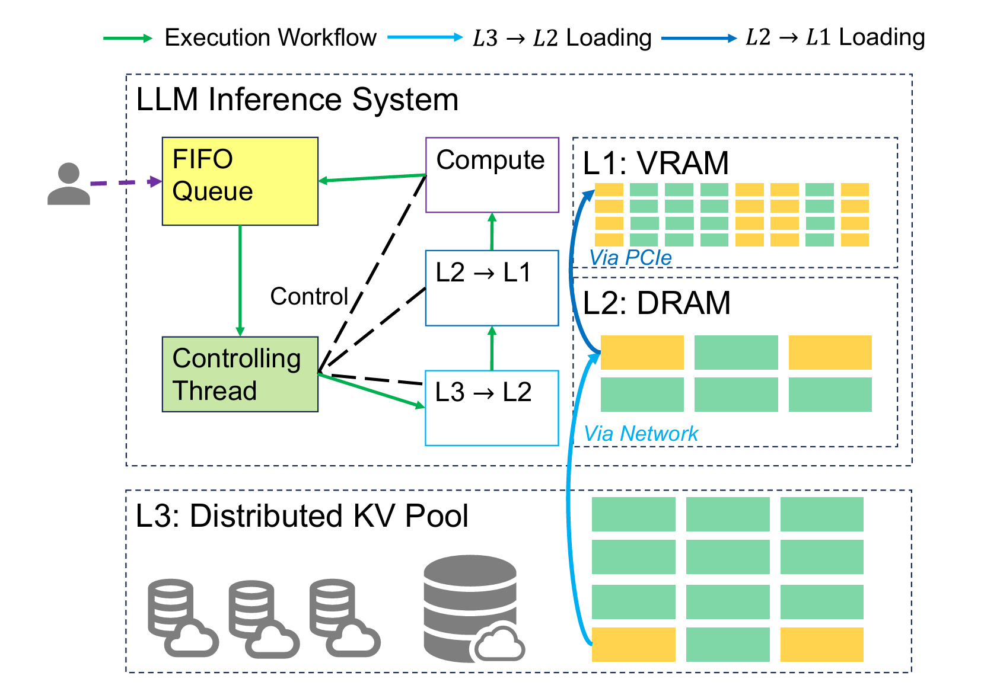 Execution Workflow
L3 → L2 Loading
L2 → L1 Loading
LLM Inference System
FIFO
Queue
Compute
L1: VRAM
Via PCIe
L2 → L1
Control
L2: DRAM
Controlling
Thread
L3 → L2
Via Network
L3: Distributed KV Pool